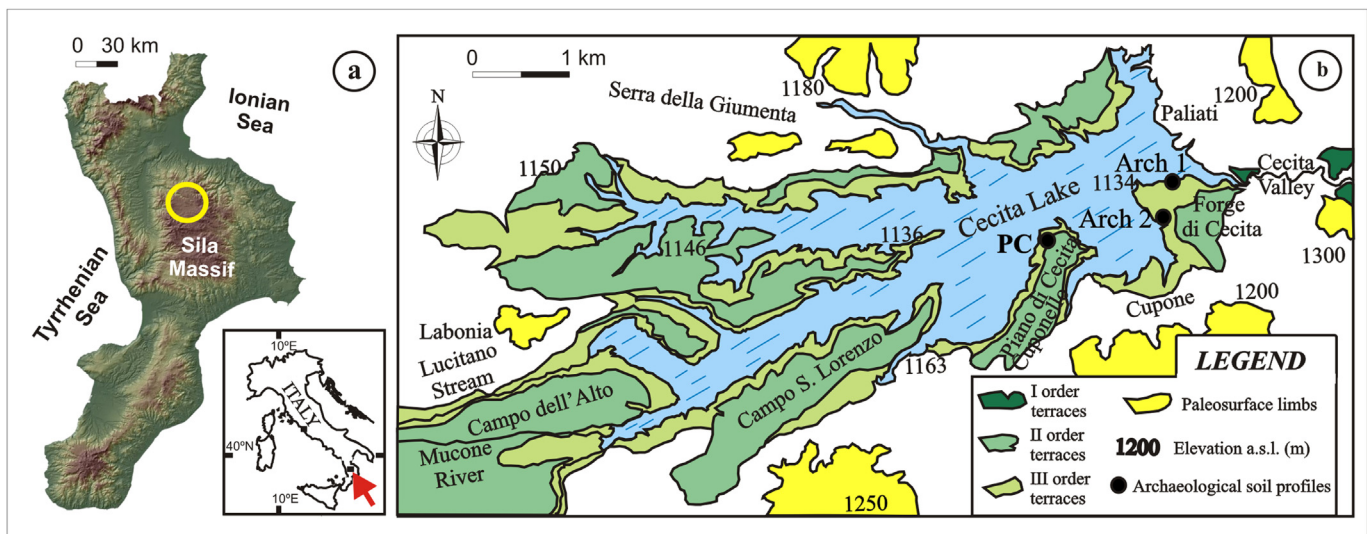 0 30 km
a
Ionian
Sea
Sila
Massif
Tyrrhenian
Sea
10°E
ITALY
40°N
10°E
0 1 km
b
N
1180
Serra della Giumenta
1200
Paliati
1150
Arch 1
Cecita
Valley
1134
Cecita Lake
Forge
di Cecita
Arch 2
1146
1136
PC
1300
Piano di Cecita
Cuponello
Cupone
1200
Labonia
Lucitano
Stream
1163
Campo S. Lorenzo
Campo dell'Alto
Mucone
River
1250
LEGEND
I order
terraces
Paleosurface limbs
II order
terraces
1200 Elevation a.s.l. (m)
III order
terraces
Archaeological soil profiles